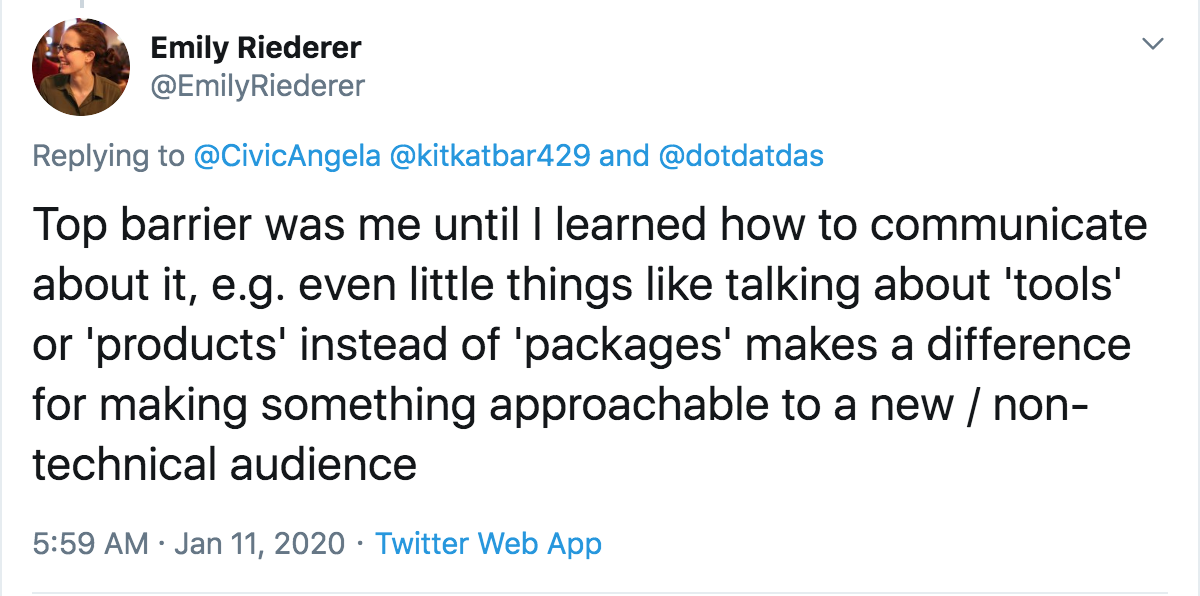 Emily Riederer
@EmilyRiederer
Replying to @CivicAngela @kitkatbar429 and @dotdatdas
Top barrier was me until I learned how to communicate
about it, e.g. even little things like talking about 'tools'
or 'products' instead of 'packages' makes a difference
for making something approachable to a new / non-
technical audience
5:59 AM · Jan 11, 2020 · Twitter Web App